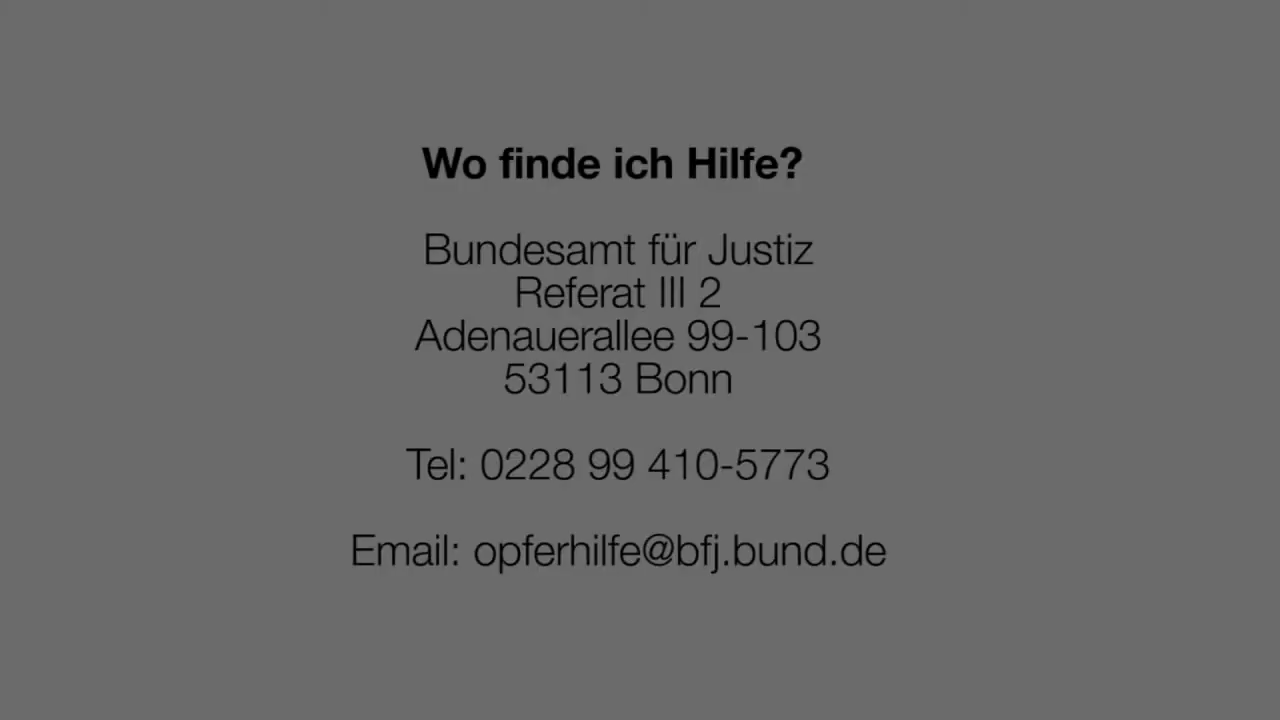 Wo finde ich Hilfe?
Bundesamt für Justiz
Referat III 2
Adenauerallee 99-103
53113 Bonn
Tel: 0228 99 410-5773
Email: opferhilfe@bfj.bund.de